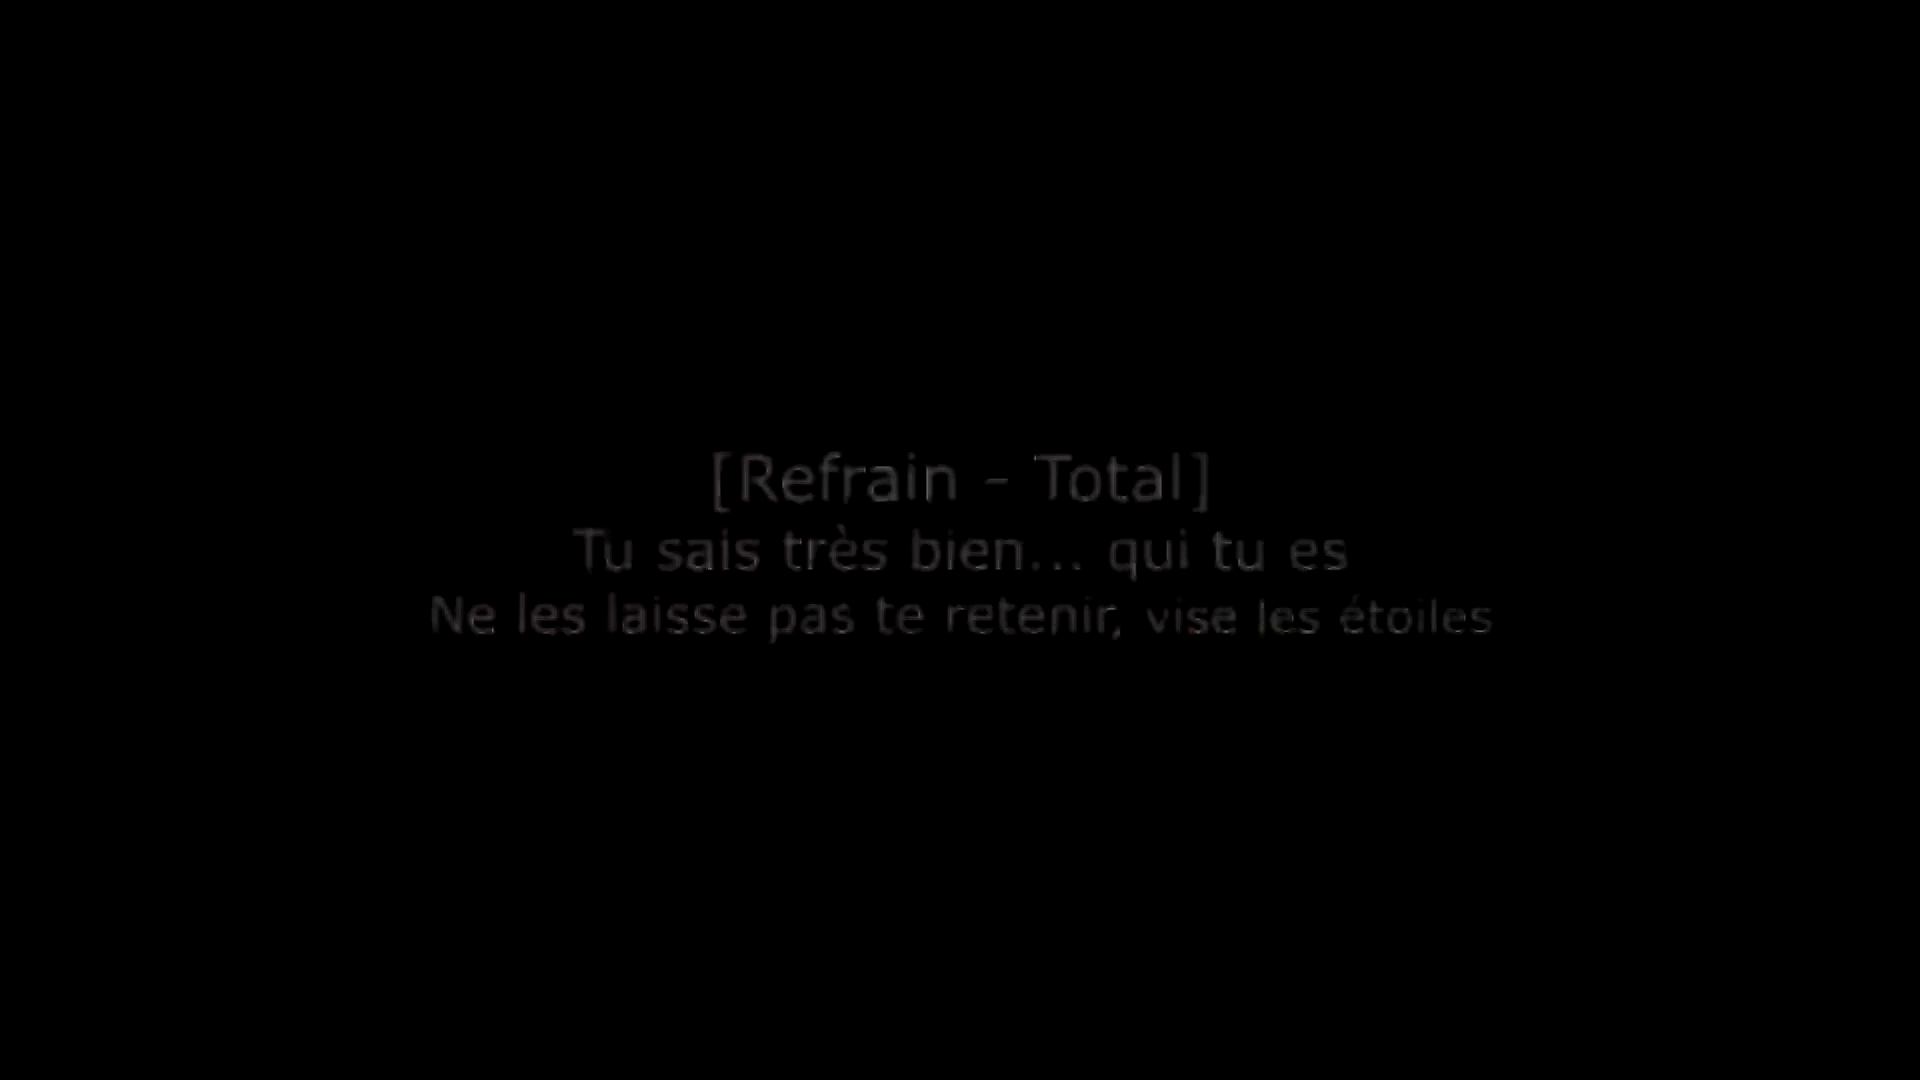 [Refrain - Total]
Tu sais très bien... qui tu es
Ne les laisse pas te retenir, vise les étoiles